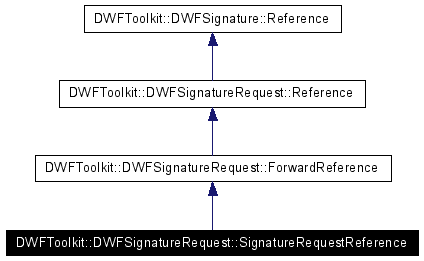 DWFToolkit::DWFSignature::Reference
DWFToolkit::DWFSignatureRequest::Reference
DWFToolkit::DWFSignatureRequest::ForwardReference
DWFToolkit::DWFSignatureRequest::SignatureRequestReference